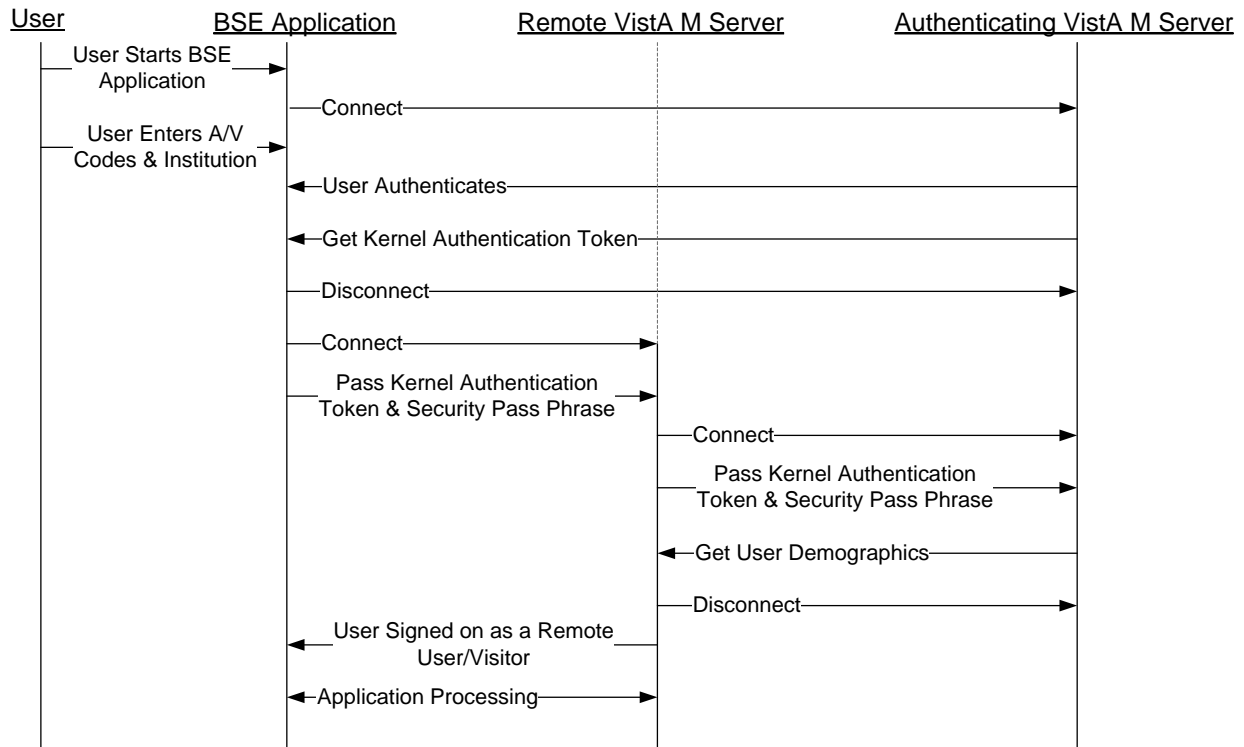 User
BSE Application
Remote VistA M Server
Authenticating VistA M Server
User Starts BSE
Application
Connect
User Enters A/V
Codes & Institution
User Authenticates
Get Kernel Authentication Token
Disconnect
Connect
Pass Kernel Authentication
Token & Security Pass Phrase
Connect
Pass Kernel Authentication
Token & Security Pass Phrase
Get User Demographics
Disconnect
User Signed on as a Remote
User/Visitor
Application Processing